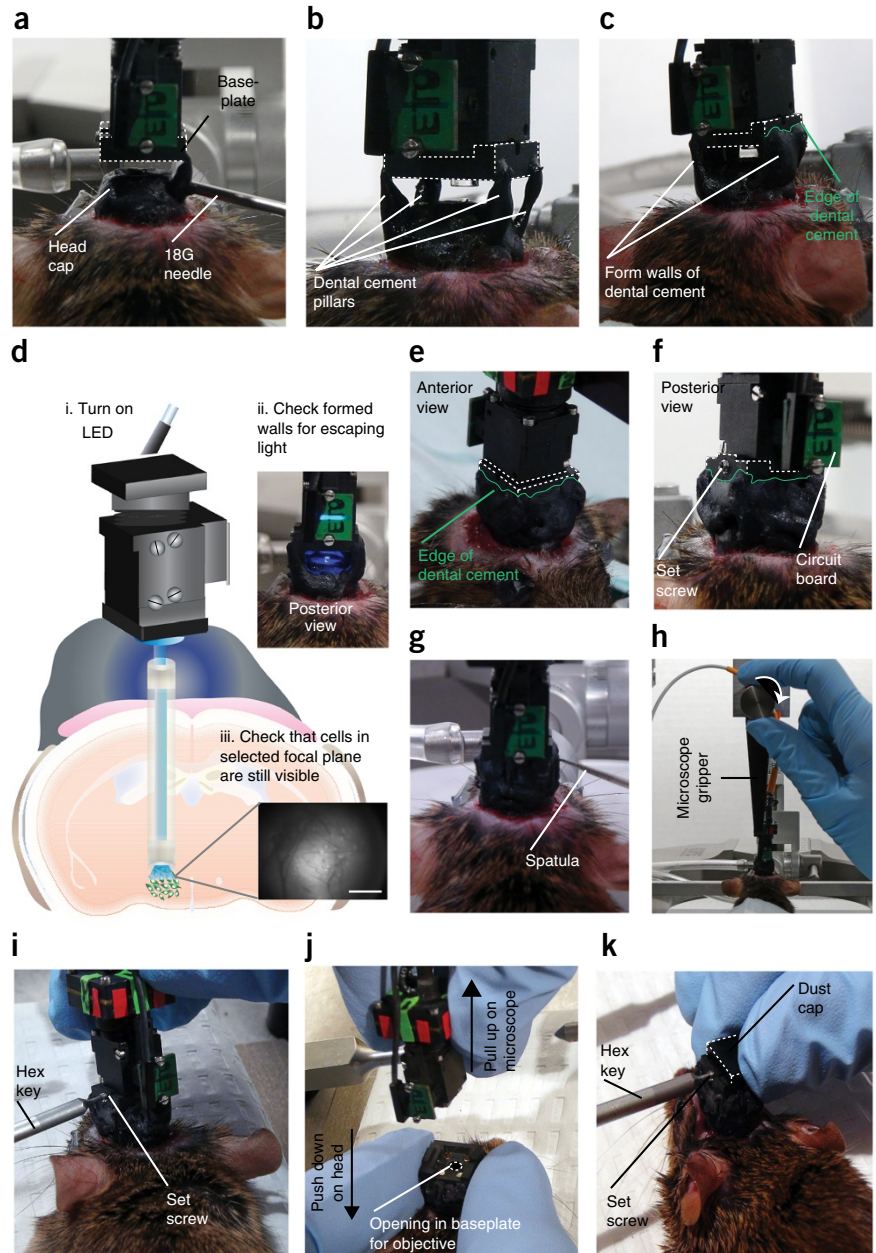 a
Base-
plate
Head
cap
18G
needle
b
Dental cement
pillars
c
Edge of
dental
cement
Form walls of
dental cement
d
i. Turn on
LED
ii. Check formed
walls for escaping
light
Posterior
view
iii. Check that cells in
selected focal plane
are still visible
e
Anterior
view
Edge of
dental cement
f
Posterior
view
Set
screw
Circuit
board
g
Spatula
h
Microscope
gripper
i
Hex
key
Set
screw
j
Pull up on
microscope
Push down
on head
Opening in baseplate
for objective
k
Dust
cap
Hex
key
Set
screw